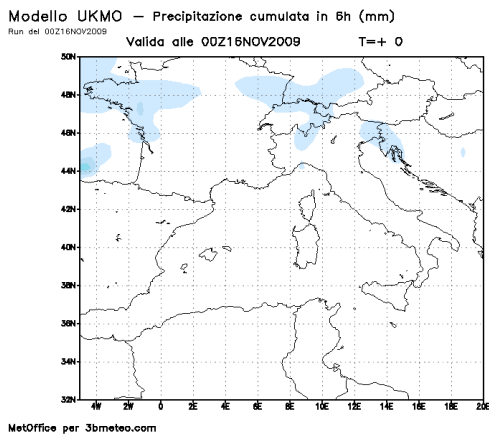 Modello UKMO – Precipitazione cumulata in 6h (mm)
Run del 00Z16NOV2009
Valida alle 00Z16NOV2009 T=+ 0
50N
48N
46N
44N
42N
40N
38N
36N
34N
32N
4W 2W 0 2E 4E 6E 8E 10E 12E 14E 16E 18E 20E
MetOffice per 3bmeteo.com